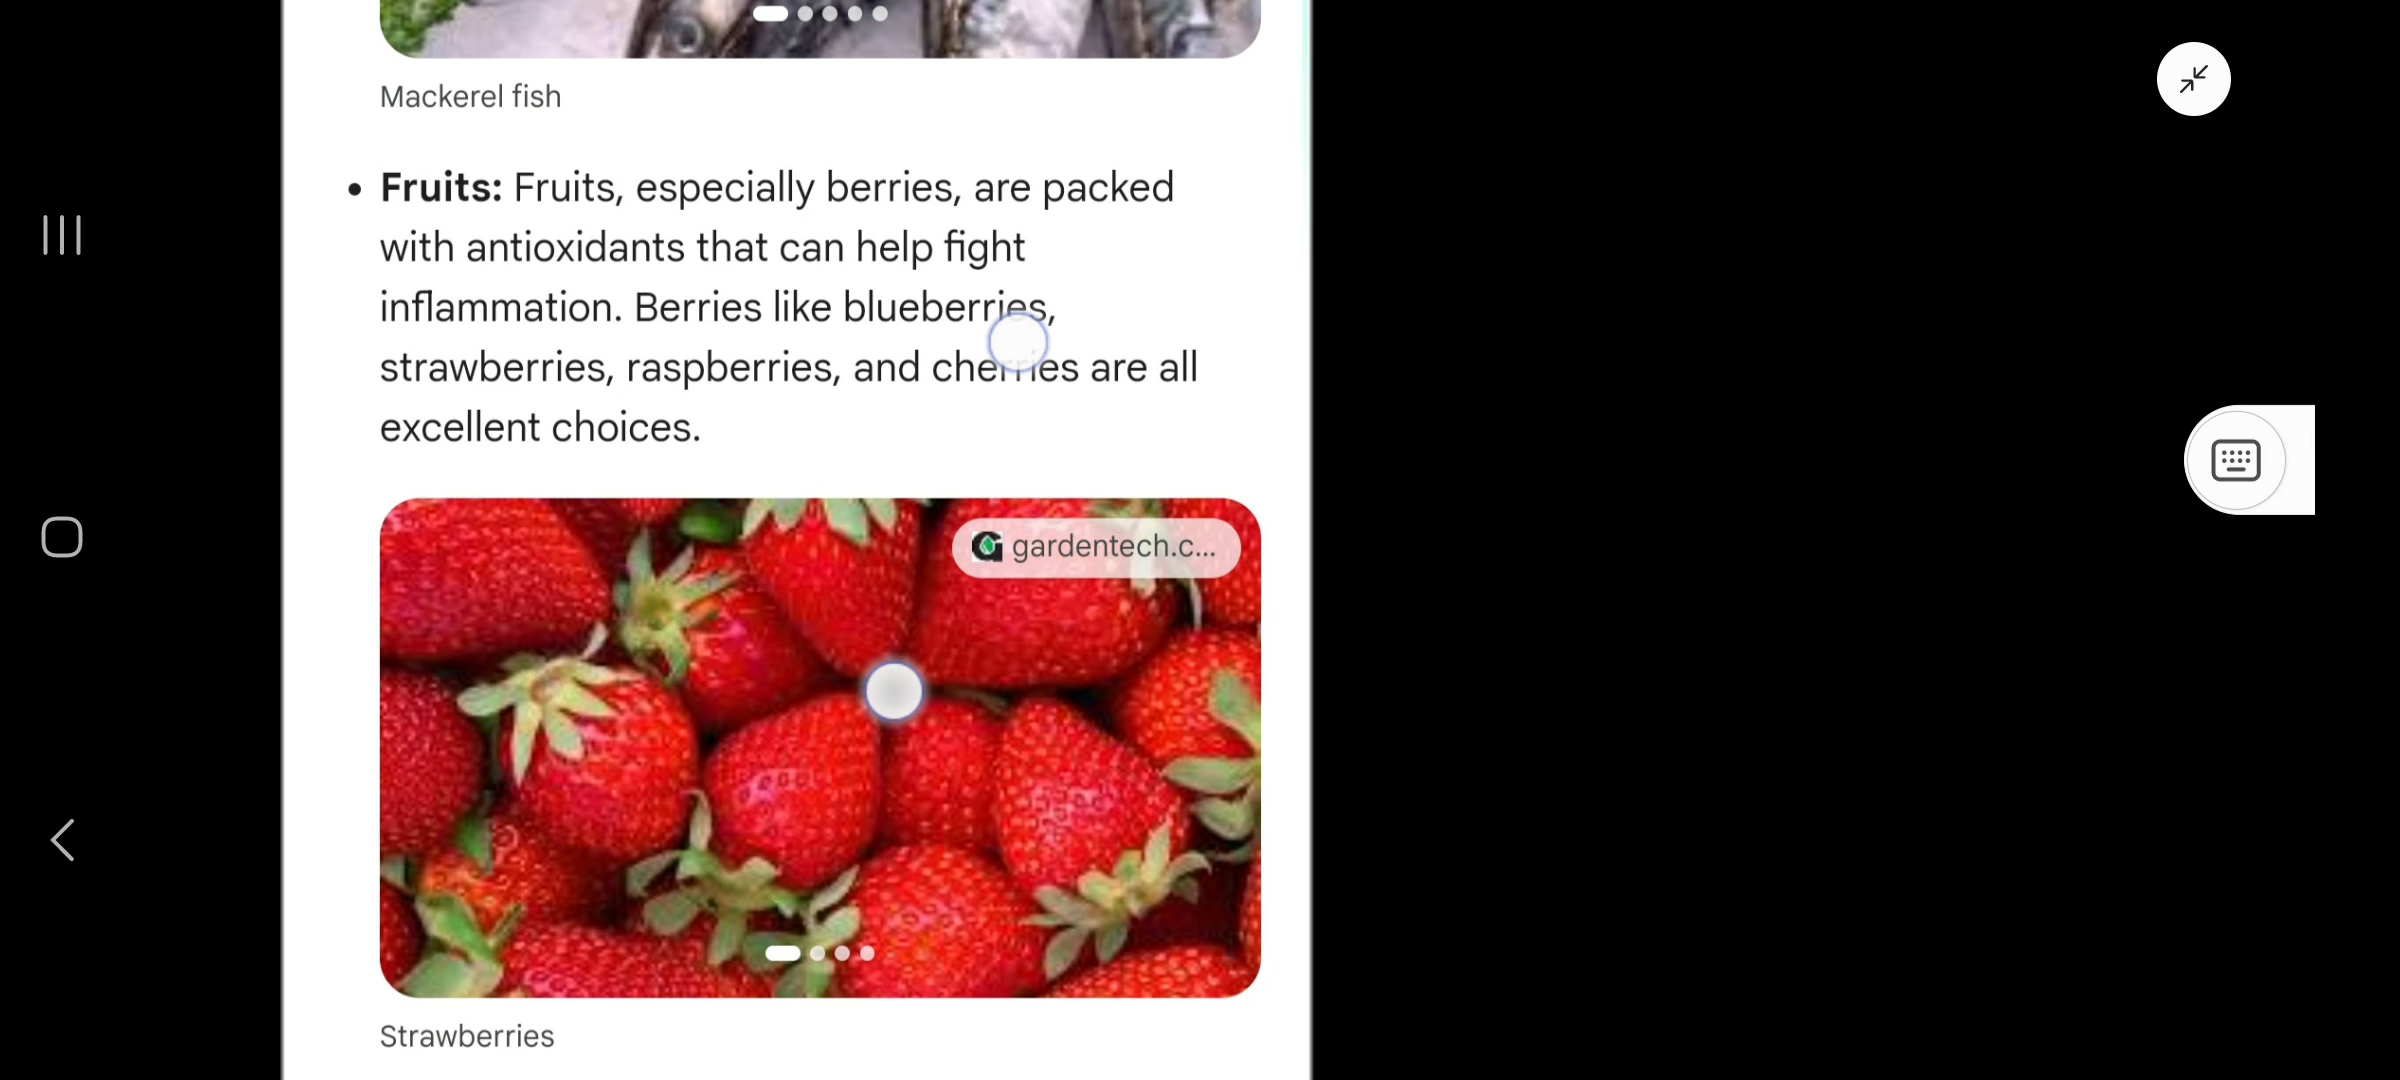 Mackerel fish
• Fruits: Fruits, especially berries, are packed
with antioxidants that can help fight
inflammation. Berries like blueberries,
strawberries, raspberries, and cherries are all
excellent choices.
gardentech.c...
Strawberries